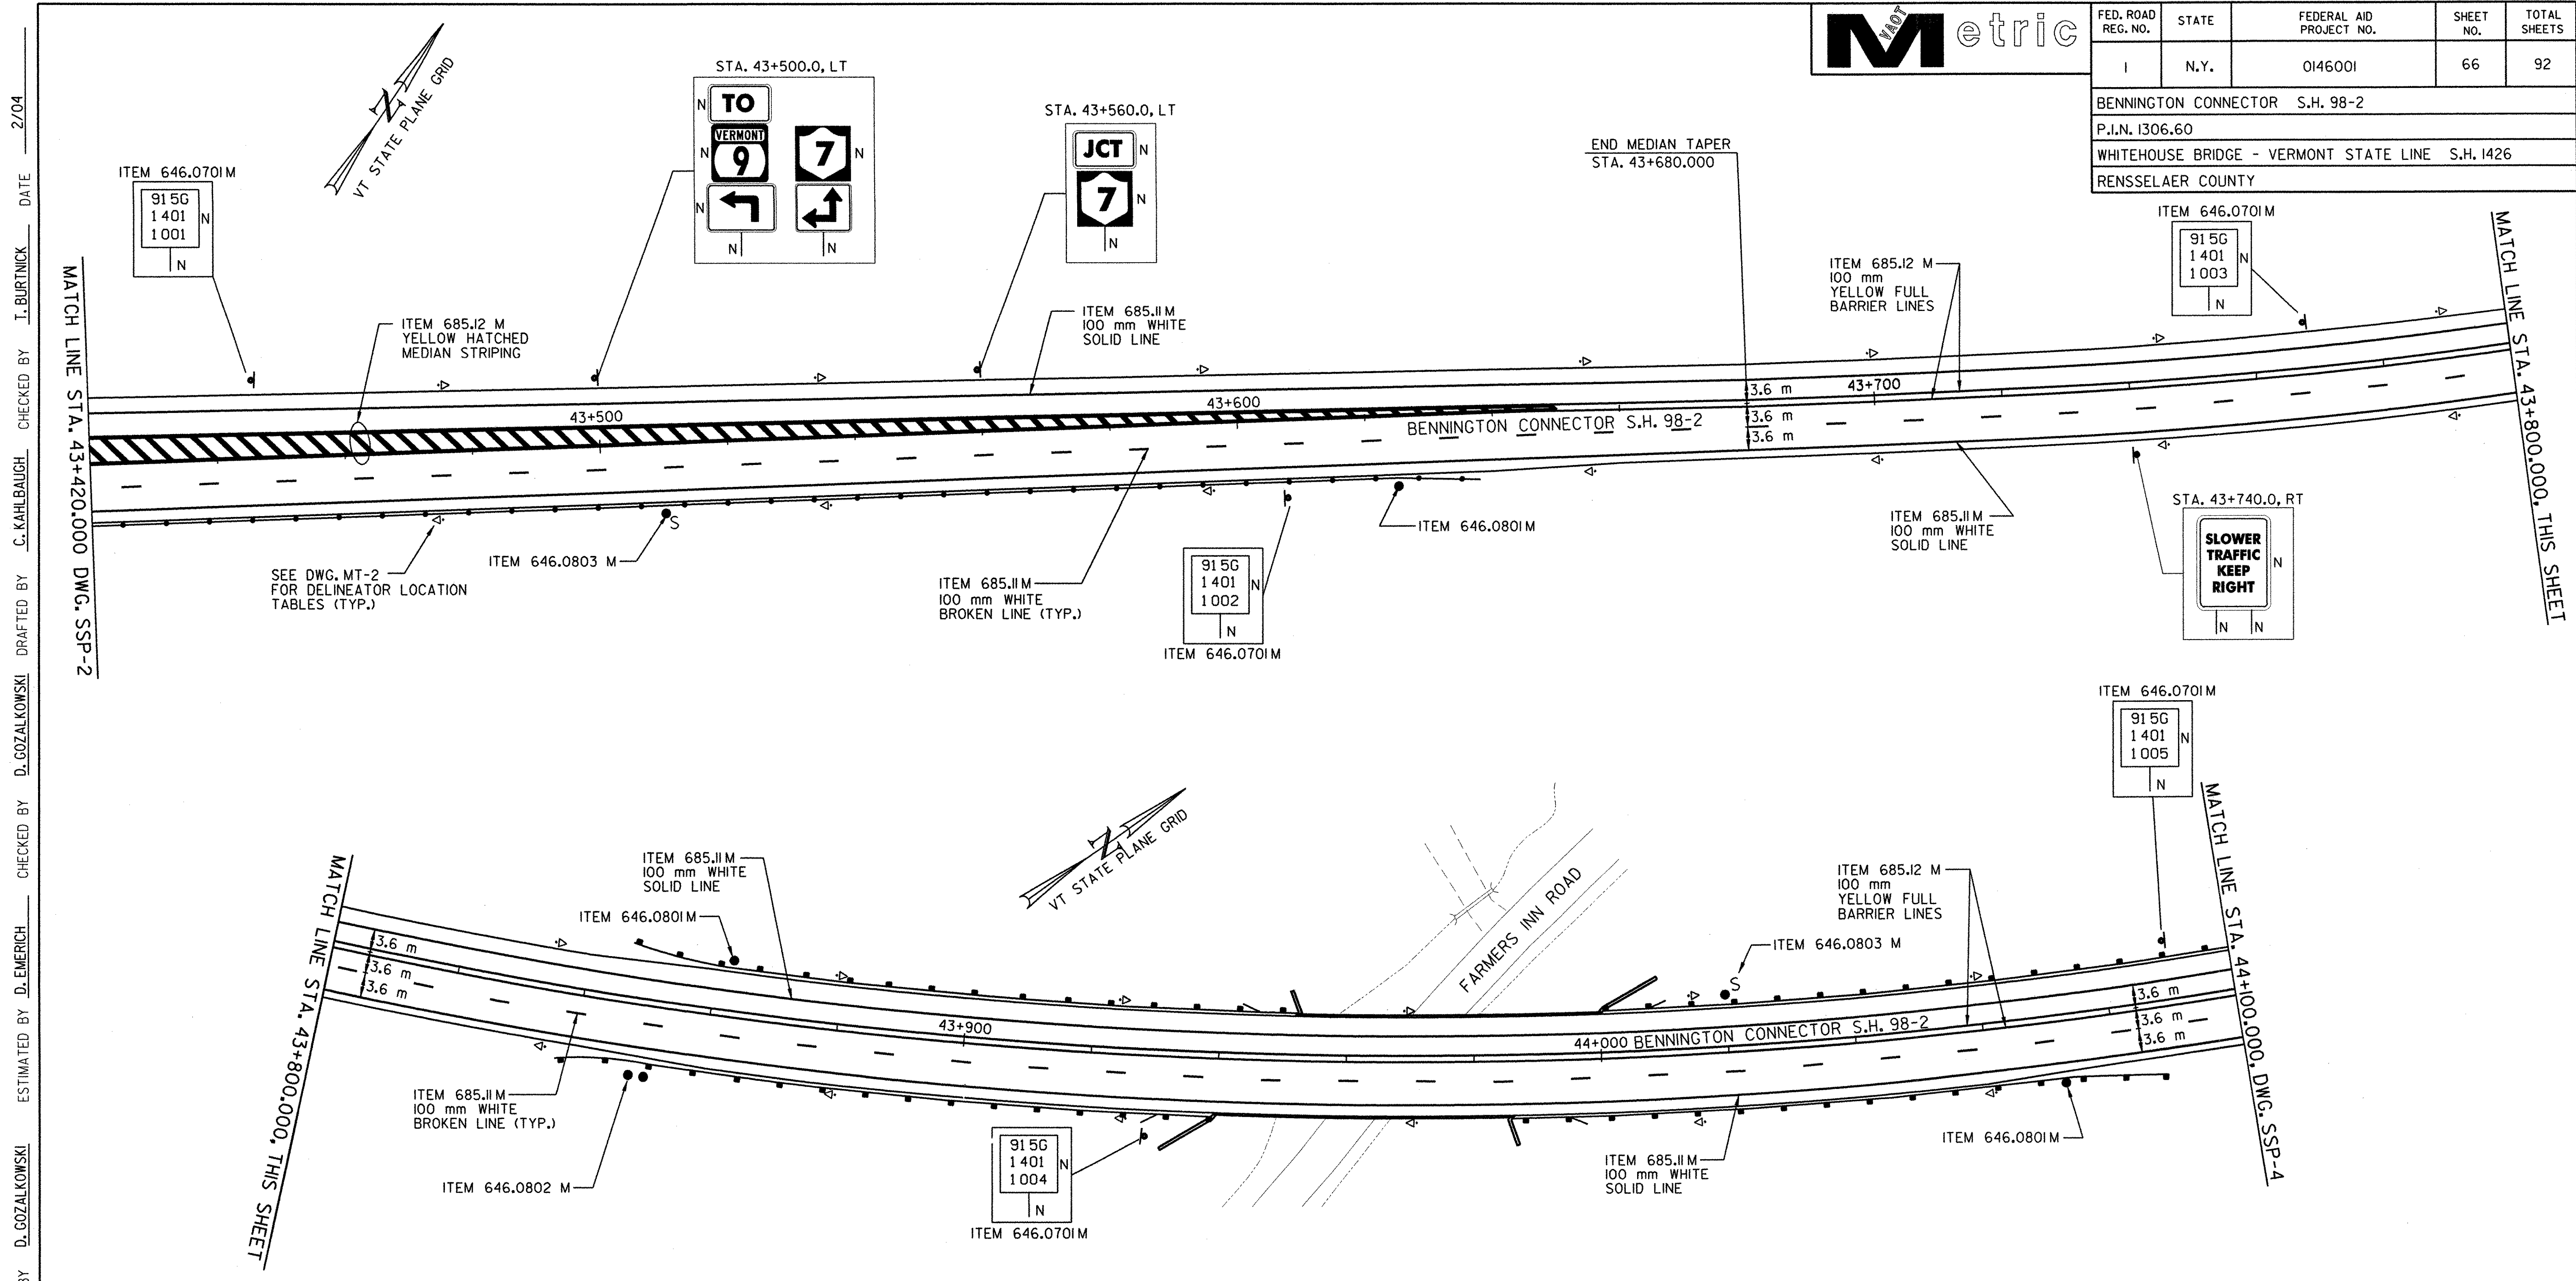 VAOT
Metric
FED. ROAD REG. NO.
STATE
FEDERAL AID PROJECT NO.
SHEET NO.
TOTAL SHEETS
1
N.Y.
0146001
66
92
BENNINGTON CONNECTOR S.H. 98-2
P.I.N. 1306.60
WHITEHOUSE BRIDGE - VERMONT STATE LINE S.H. 1426
RENSSELAER COUNTY
DATE 2/04
CHECKED BY T. BURTNICK
DRAFTED BY C. KAHLBAUGH
CHECKED BY D. GOZALKOWSKI
ESTIMATED BY D. EMERICH
BY D. GOZALKOWSKI
N
VT STATE PLANE GRID
ITEM 646.0701M
915G
1401
1001
N
N
STA. 43+500.0, LT
N TO
VERMONT
N 9
7 N
N
N
N
STA. 43+560.0, LT
JCT N
7 N
N
END MEDIAN TAPER
STA. 43+680.000
ITEM 646.0701M
915G
1401
1003
N
N
MATCH LINE STA. 43+420.000 DWG. SSP-2
ITEM 685.12 M
YELLOW HATCHED
MEDIAN STRIPING
ITEM 685.11M
100 mm WHITE
SOLID LINE
ITEM 685.12 M
100 mm
YELLOW FULL
BARRIER LINES
MATCH LINE STA. 43+800.000, THIS SHEET
43+500
43+600
43+700
3.6 m
3.6 m
3.6 m
BENNINGTON CONNECTOR S.H. 98-2
S
ITEM 646.0803 M
SEE DWG. MT-2
FOR DELINEATOR LOCATION
TABLES (TYP.)
ITEM 685.11M
100 mm WHITE
BROKEN LINE (TYP.)
915G
1401
1002
N
N
ITEM 646.0701M
ITEM 646.0801M
ITEM 685.11M
100 mm WHITE
SOLID LINE
STA. 43+740.0, RT
SLOWER
TRAFFIC
KEEP
RIGHT
N
N N
ITEM 646.0701M
915G
1401
1005
N
N
N
VT STATE PLANE GRID
MATCH LINE STA. 43+800.000, THIS SHEET
ITEM 685.11M
100 mm WHITE
SOLID LINE
ITEM 646.0801M
3.6 m
3.6 m
3.6 m
43+900
FARMERS INN ROAD
ITEM 685.12 M
100 mm
YELLOW FULL
BARRIER LINES
ITEM 646.0803 M
S
44+000 BENNINGTON CONNECTOR S.H. 98-2
3.6 m
3.6 m
3.6 m
MATCH LINE STA. 44+100.000, DWG. SSP-4
ITEM 685.11M
100 mm WHITE
BROKEN LINE (TYP.)
ITEM 646.0802 M
915G
1401
1004
N
N
ITEM 646.0701M
ITEM 685.11M
100 mm WHITE
SOLID LINE
ITEM 646.0801M